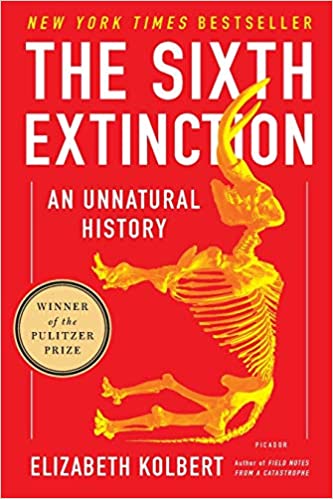 NEW YORK TIMES BESTSELLER
THE SIXTH
EXTINCTION
AN UNNATURAL
HISTORY
WINNER
of the
PULITZER
PRIZE
PICADOR
ELIZABETH KOLBERT
Author of FIELD NOTES
FROM A CATASTROPHE